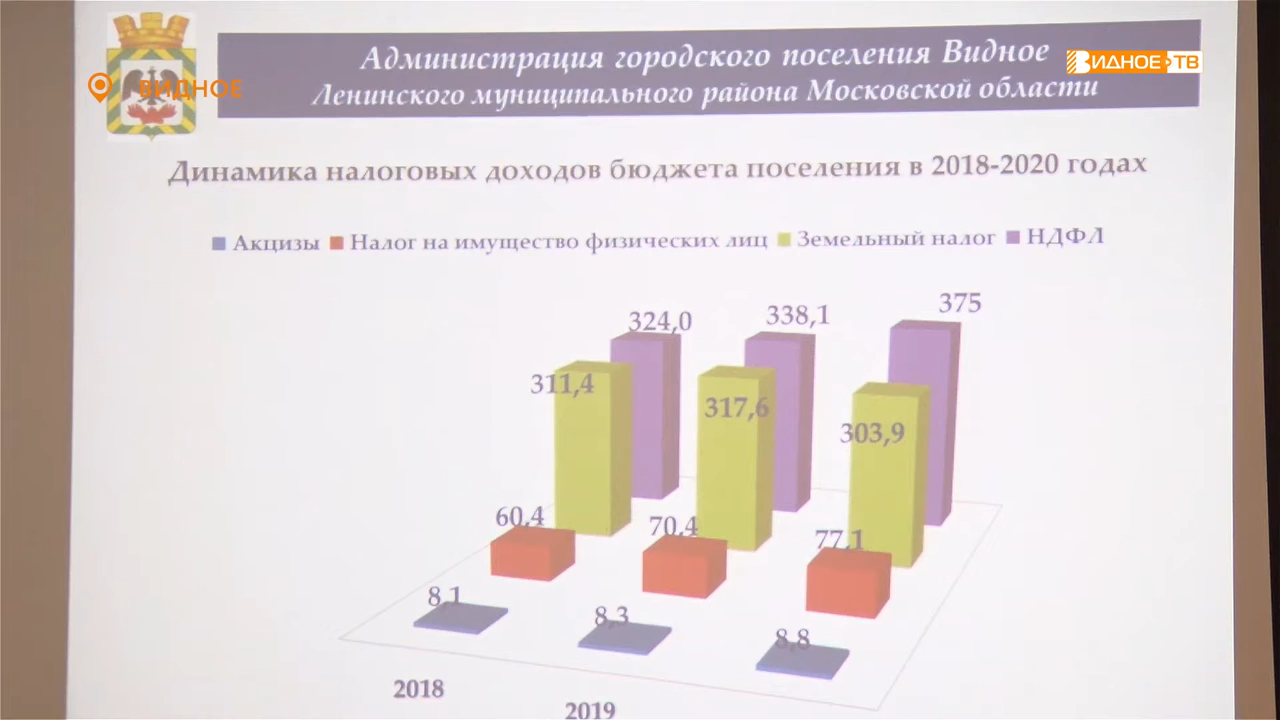 Администрация городского поселения Видное
Ленинского муниципального района Московской области
ВИДНОЕ
ВИДНОЕ ТВ
Динамика налоговых доходов бюджета поселения в 2018-2020 годах
Акцизы Налог на имущество физических лиц Земельный налог НДФЛ
324,0 338,1 375
311,4 317,6 303,9
60,4 70,4 77,1
8,1 8,3 8,8
2018
2019